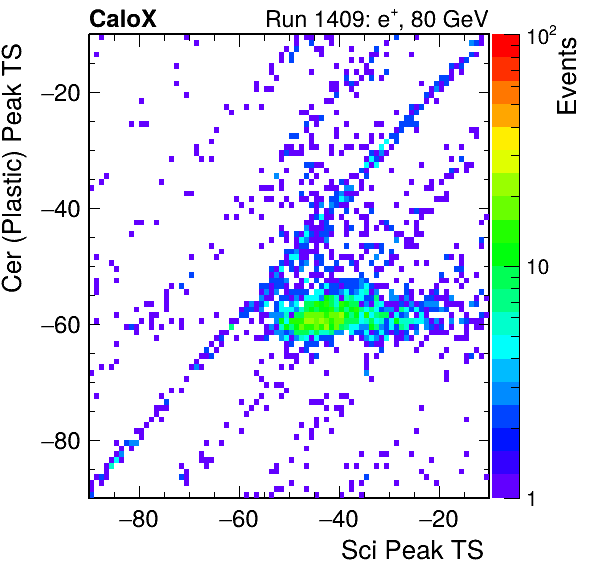 CaloX Run 1409: e⁺, 80 GeV
Cer (Plastic) Peak TS
−20
−40
−60
−80
−80 −60 −40 −20
Sci Peak TS
10²
10
1
Events